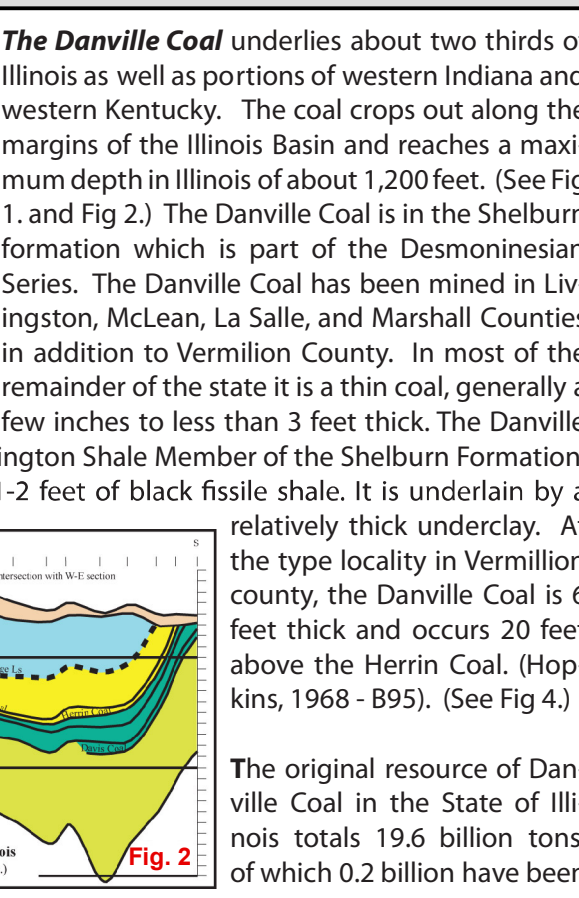 The Danville Coal underlies about two thirds of
Illinois as well as portions of western Indiana and
western Kentucky. The coal crops out along the
margins of the Illinois Basin and reaches a maxi-
mum depth in Illinois of about 1,200 feet. (See Fig
1. and Fig 2.) The Danville Coal is in the Shelburn
formation which is part of the Desmoninesian
Series. The Danville Coal has been mined in Liv-
ingston, McLean, La Salle, and Marshall Counties
in addition to Vermilion County. In most of the
remainder of the state it is a thin coal, generally a
few inches to less than 3 feet thick. The Danville
ington Shale Member of the Shelburn Formation
1-2 feet of black fissile shale. It is underlain by a
relatively thick underclay. At
the type locality in Vermillion
county, the Danville Coal is 6
feet thick and occurs 20 feet
above the Herrin Coal. (Hop-
kins, 1968 - B95). (See Fig 4.)
The original resource of Dan-
ville Coal in the State of Illi-
nois totals 19.6 billion tons
of which 0.2 billion have been
S
ntersection with W-E section
ge Ls
al
Herrin Coal
Davis Coal
ois
.)
Fig. 2